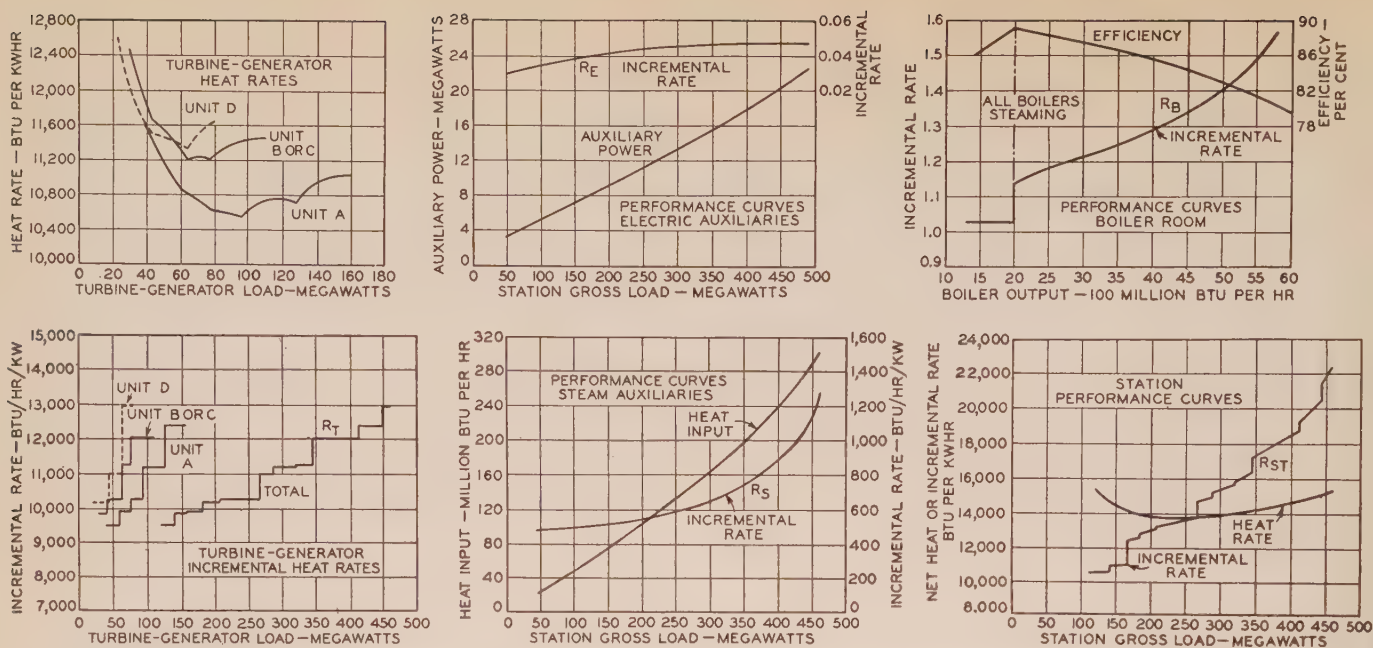 12,800
12,400
12,000
11,600
11,200
10,800
10,400
10,000
HEAT RATE — BTU PER KWHR
TURBINE-GENERATOR
HEAT RATES
UNIT D
UNIT
B OR C
UNIT A
0 20 40 60 80 100 120 140 160 180
TURBINE-GENERATOR LOAD—MEGAWATTS
28
24
20
16
12
8
4
0
AUXILIARY POWER — MEGAWATTS
0.06
0.04
0.02
INCREMENTAL
RATE
RE INCREMENTAL
RATE
AUXILIARY
POWER
PERFORMANCE CURVES
ELECTRIC AUXILIARIES
0 50 100 150 200 250 300 350 400 450 500
STATION GROSS LOAD — MEGAWATTS
1.6
1.5
1.4
1.3
1.2
1.1
1.0
0.9
INCREMENTAL RATE
90
86
82
78
EFFICIENCY —
PER CENT
EFFICIENCY
ALL BOILERS
STEAMING
RB
INCREMENTAL
RATE
PERFORMANCE CURVES
BOILER ROOM
10 20 30 40 50 60
BOILER OUTPUT — 100 MILLION BTU PER HR
15,000
14,000
13,000
12,000
11,000
10,000
9,000
8,000
7,000
INCREMENTAL RATE — BTU/HR/KW
UNIT D
UNIT B OR C
UNIT
A
RT
TOTAL
TURBINE-GENERATOR
INCREMENTAL HEAT RATES
0 50 100 150 200 250 300 350 400 450 500
TURBINE-GENERATOR LOAD—MEGAWATTS
320
280
240
200
160
120
80
40
0
HEAT INPUT — MILLION BTU PER HR
1,600
1,400
1,200
1,000
800
600
400
200
0
INCREMENTAL RATE — BTU/HR/KW
PERFORMANCE CURVES
STEAM AUXILIARIES
HEAT
INPUT
RS
INCREMENTAL
RATE
0 50 100 150 200 250 300 350 400 450 500
STATION GROSS LOAD — MEGAWATTS
24,000
22,000
20,000
18,000
16,000
14,000
12,000
10,000
8,000
NET HEAT OR INCREMENTAL RATE
BTU PER KWHR
STATION
PERFORMANCE CURVES
RST
HEAT
RATE
INCREMENTAL
RATE
0 50 100 150 200 250 300 350 400 450 500
STATION GROSS LOAD — MEGAWATTS